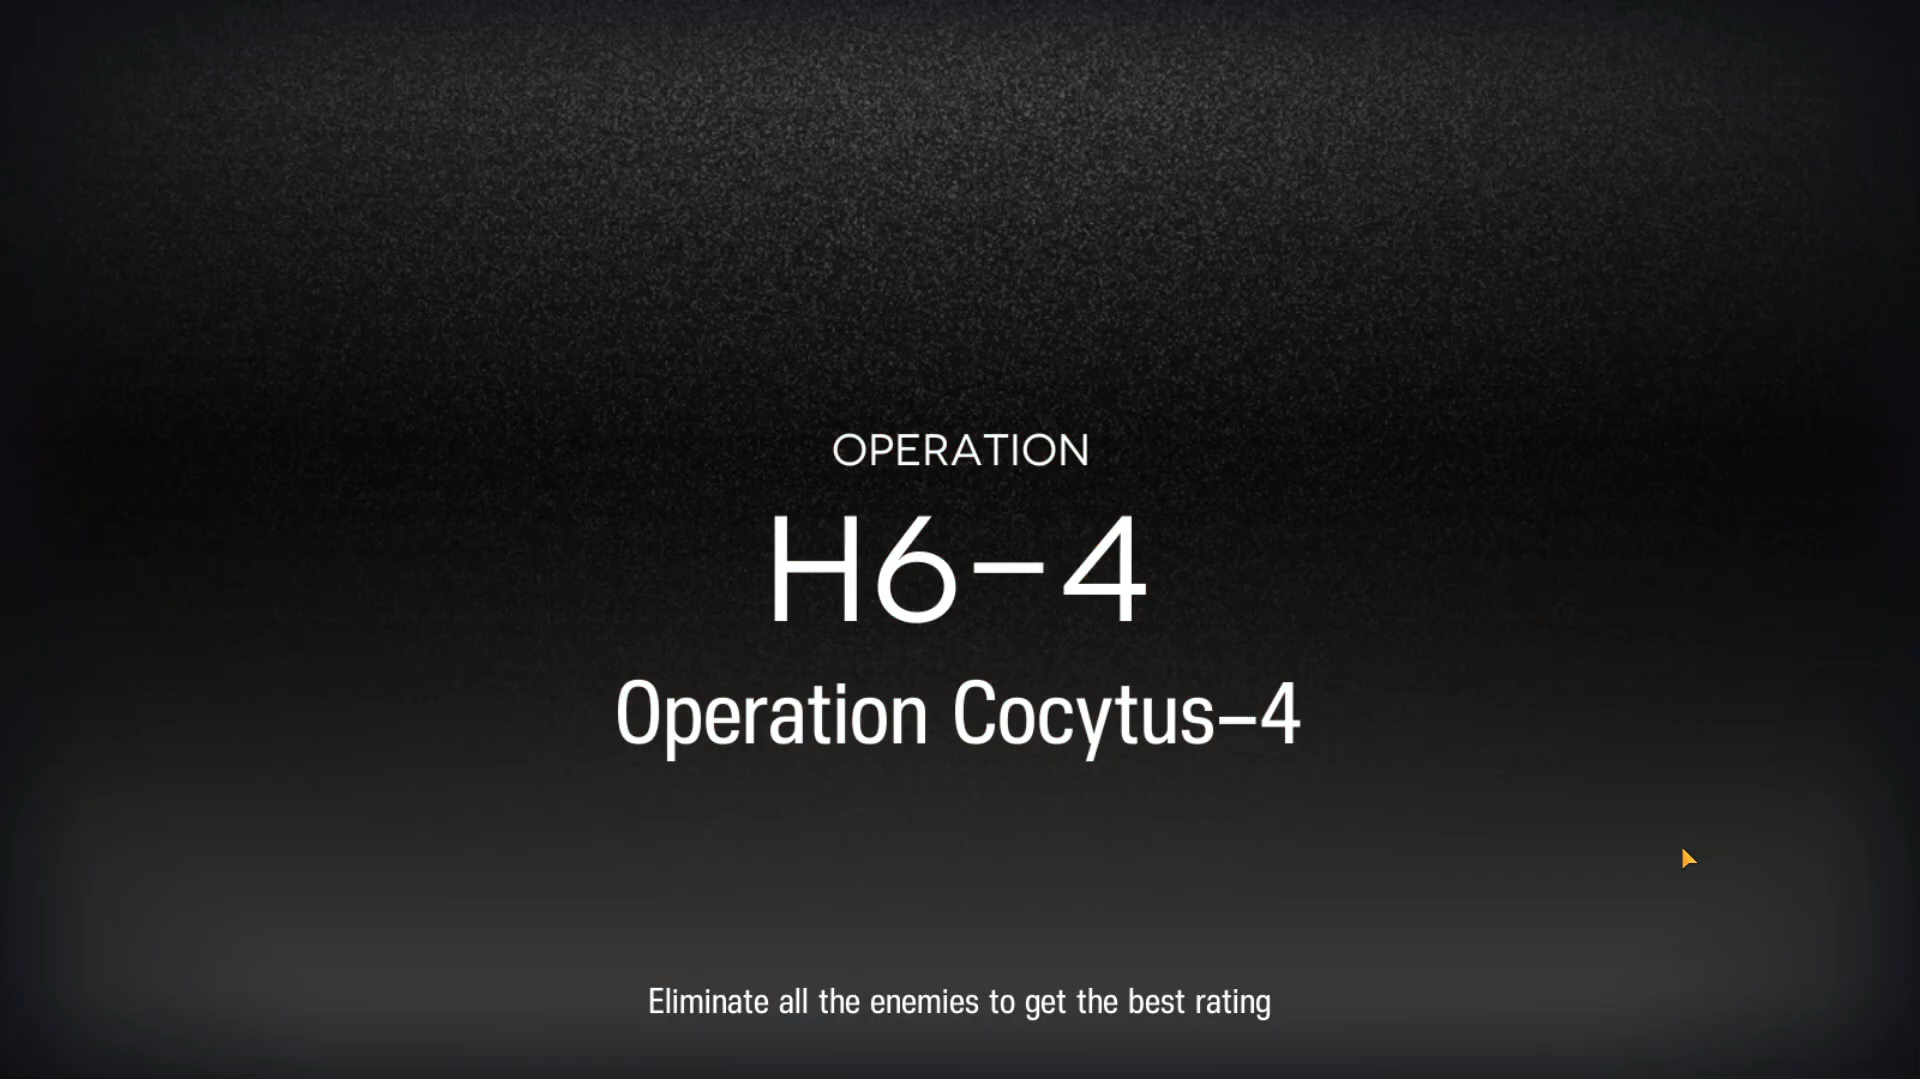 OPERATION
H6-4
Operation Cocytus-4
Eliminate all the enemies to get the best rating